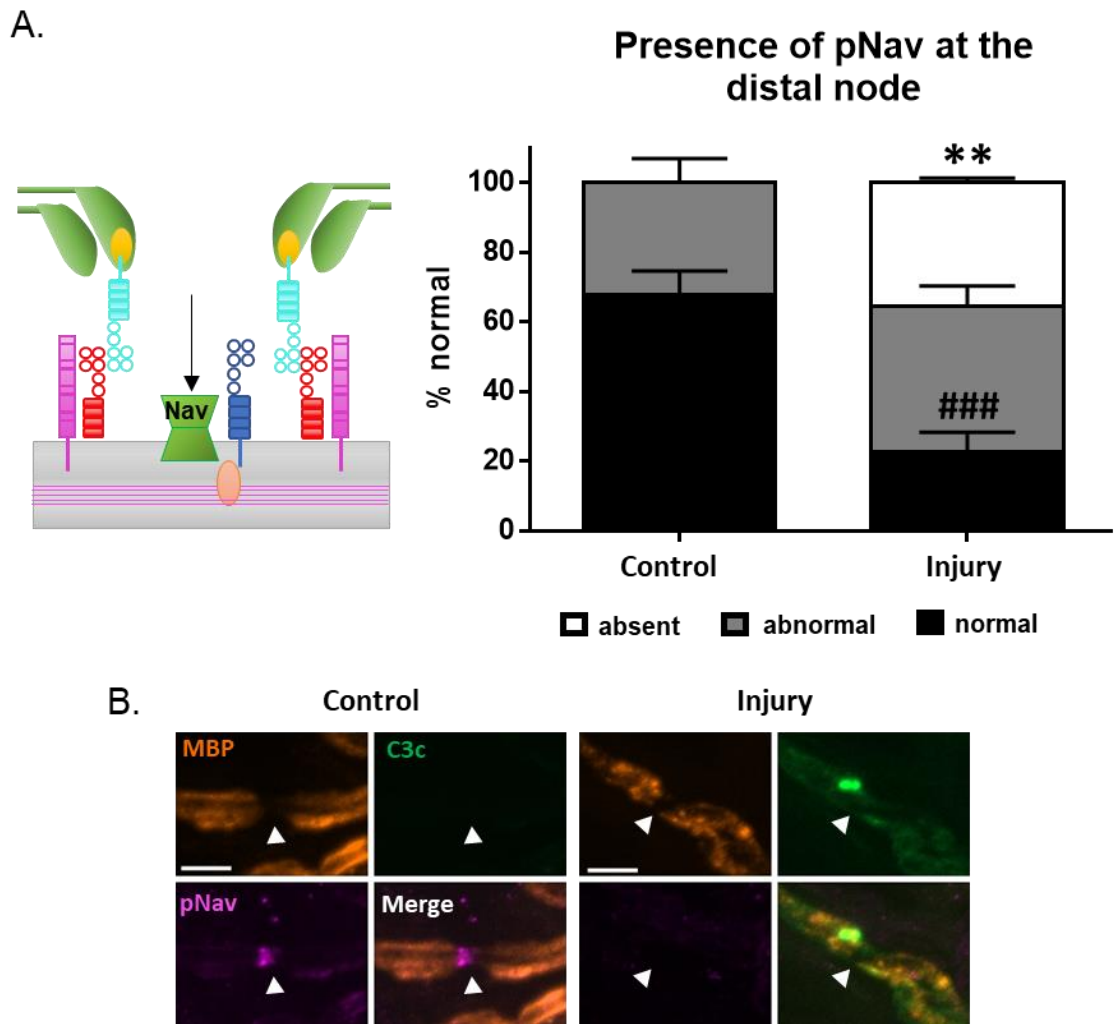 A.
Presence of pNav at the
distal node
Nav
% normal
100
80
60
40
20
0
**
###
Control
Injury
absent
abnormal
normal
B.
Control
Injury
MBP
C3c
pNav
Merge